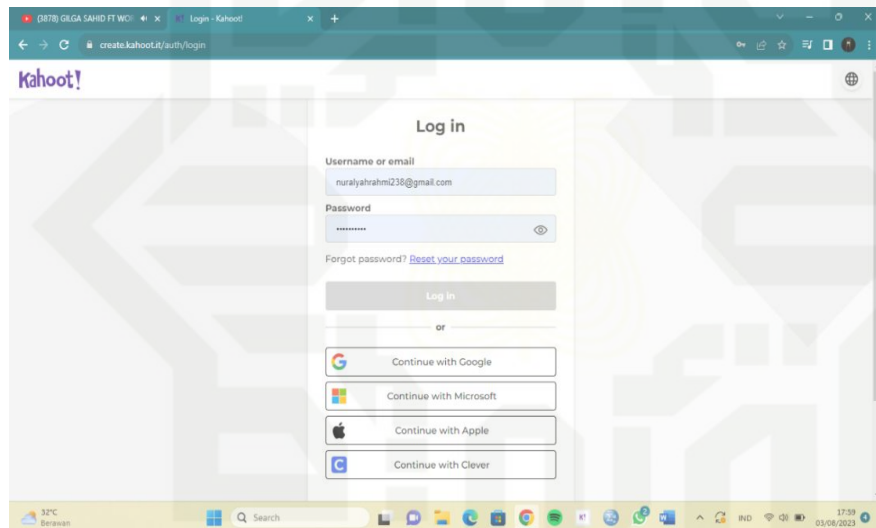 (3878) GILGA SAHID FT WOF
Login - Kahoot!
create.kahoot.it/auth/login
Kahoot!
Log in
Username or email
nuralyahrahmi238@gmail.com
Password
Forgot password? Reset your password
Log in
or
Continue with Google
Continue with Microsoft
Continue with Apple
Continue with Clever
32°C
Berawan
Search
IND
17:59
03/08/2023